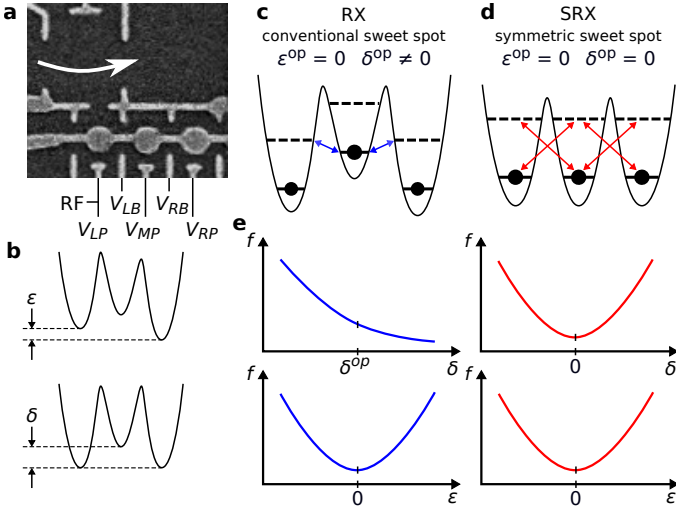 a
RF
V_LP
V_LB
V_MP
V_RB
V_RP
b
ε
δ
c
RX
conventional sweet spot
ε^op = 0 δ^op ≠ 0
d
SRX
symmetric sweet spot
ε^op = 0 δ^op = 0
e
f
δ^op
δ
f
0
δ
f
0
ε
f
0
ε